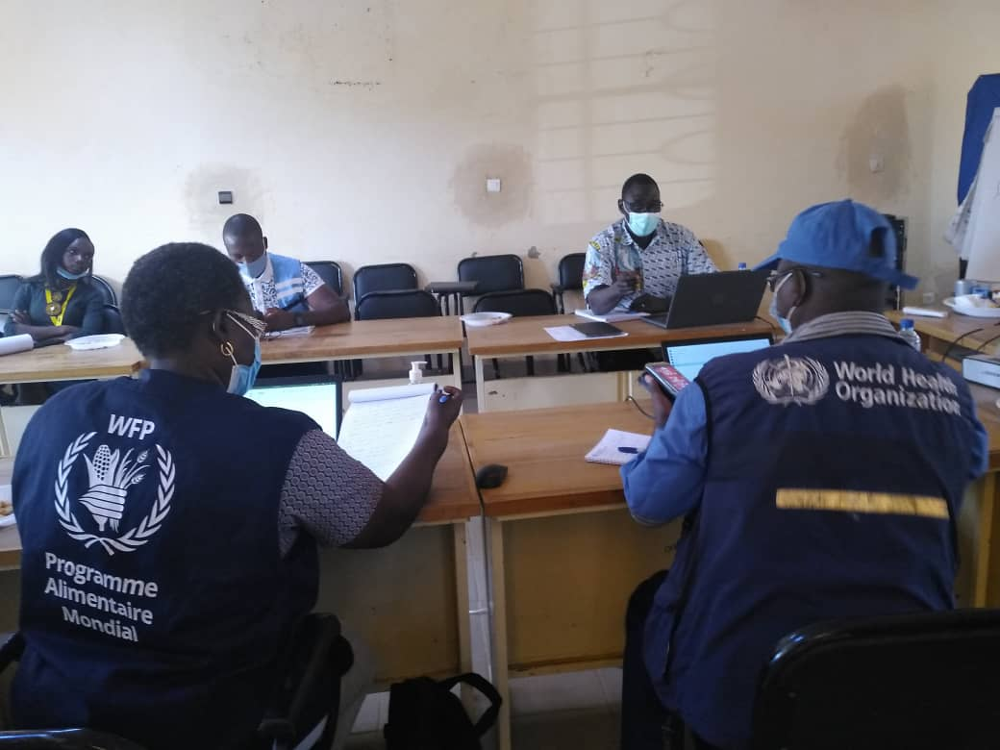 WFP
Programme
Alimentaire
Mondial
World Health
Organization